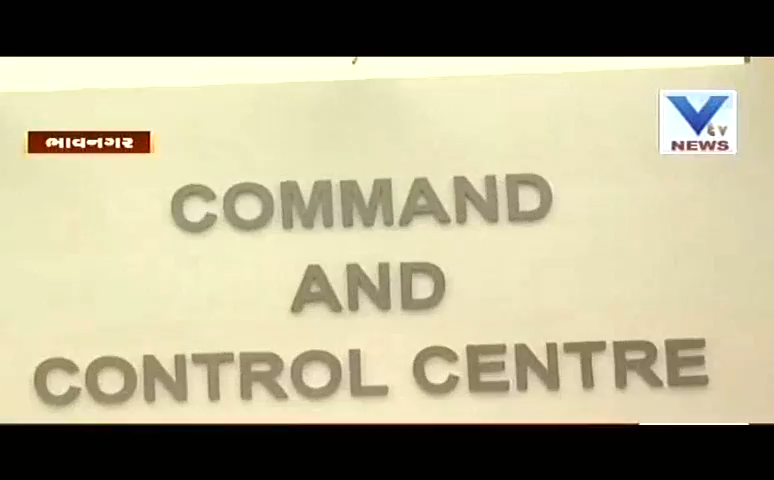 ભાવનગર
V
tv
NEWS
COMMAND
AND
CONTROL CENTRE